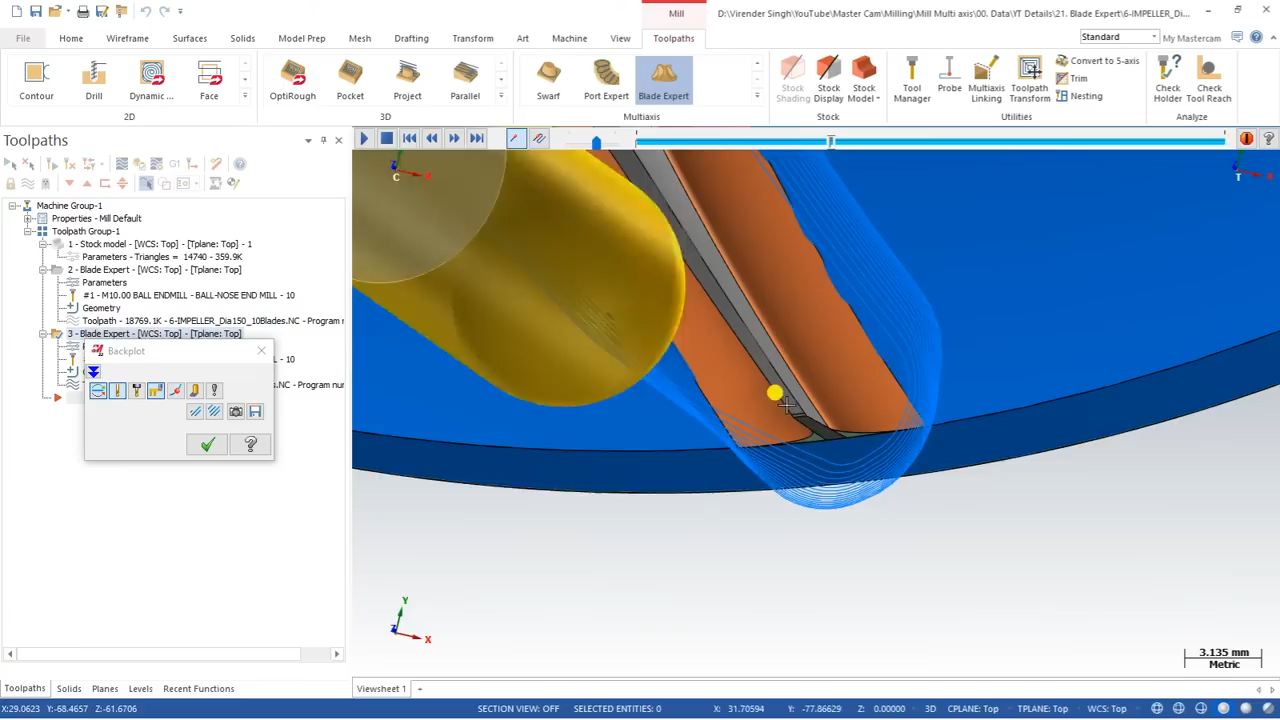 Mill
D:\Virender Singh\YouTube\Master Cam\Milling\Mill Multi axis\00. Data\YT Details\21. Blade Expert\6-IMPELLER_Di...
File Home Wireframe Surfaces Solids Model Prep Mesh Drafting Transform Art Machine View Toolpaths
Standard
My Mastercam
Contour Drill Dynamic ... Face
OptiRough Pocket Project Parallel
Swarf Port Expert Blade Expert
Stock Shading Stock Display Stock Model
Tool Manager Probe Multiaxis Linking Toolpath Transform
Convert to 5-axis
Trim
Nesting
Check Holder Check Tool Reach
2D 3D Multiaxis Stock Utilities Analyze
Toolpaths
G1
Machine Group-1
Properties - Mill Default
Toolpath Group-1
1 - Stock model - [WCS: Top] - [Tplane: Top] - 1
Parameters - Triangles = 14740 - 359.9K
2 - Blade Expert - [WCS: Top] - [Tplane: Top]
Parameters
#1 - M10.00 BALL ENDMILL - BALL-NOSE END MILL - 10
Geometry
Toolpath - 18769.1K - 6-IMPELLER_Dia150_10Blades.NC - Program nur
3 - Blade Expert - [WCS: Top] - [Tplane: Top]
Backplot
- 10
es.NC - Program numb
C X
T X
Y
Z X
3.135 mm
Metric
Toolpaths Solids Planes Levels Recent Functions
Viewsheet 1 +
X:29.0623 Y:-68.4657 Z:-61.6706 SECTION VIEW: OFF SELECTED ENTITIES: 0 X: 31.70594 Y: -77.86629 Z: 0.00000 3D CPLANE: Top TPLANE: Top WCS: Top